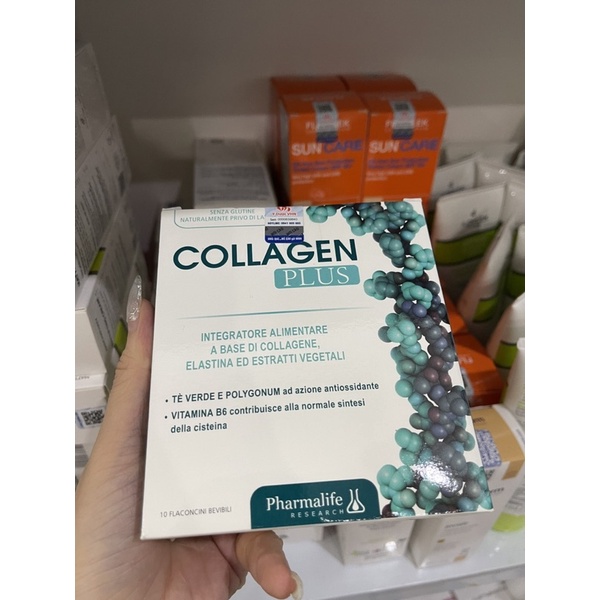 SUN CARE
SUN CARE
SENZA GLUTINE
NATURALMENTE PRIVO DI
COLLAGEN
PLUS
INTEGRATORE ALIMENTARE
A BASE DI COLLAGENE,
ELASTINA ED ESTRATTI VEGETALI
• TÈ VERDE E POLYGONUM ad azione antiossidante
• VITAMINA B6 contribuisce alla normale sintesi
della cisteina
Pharmalife
RESEARCH
10 FLACONCINI BEVIBILI